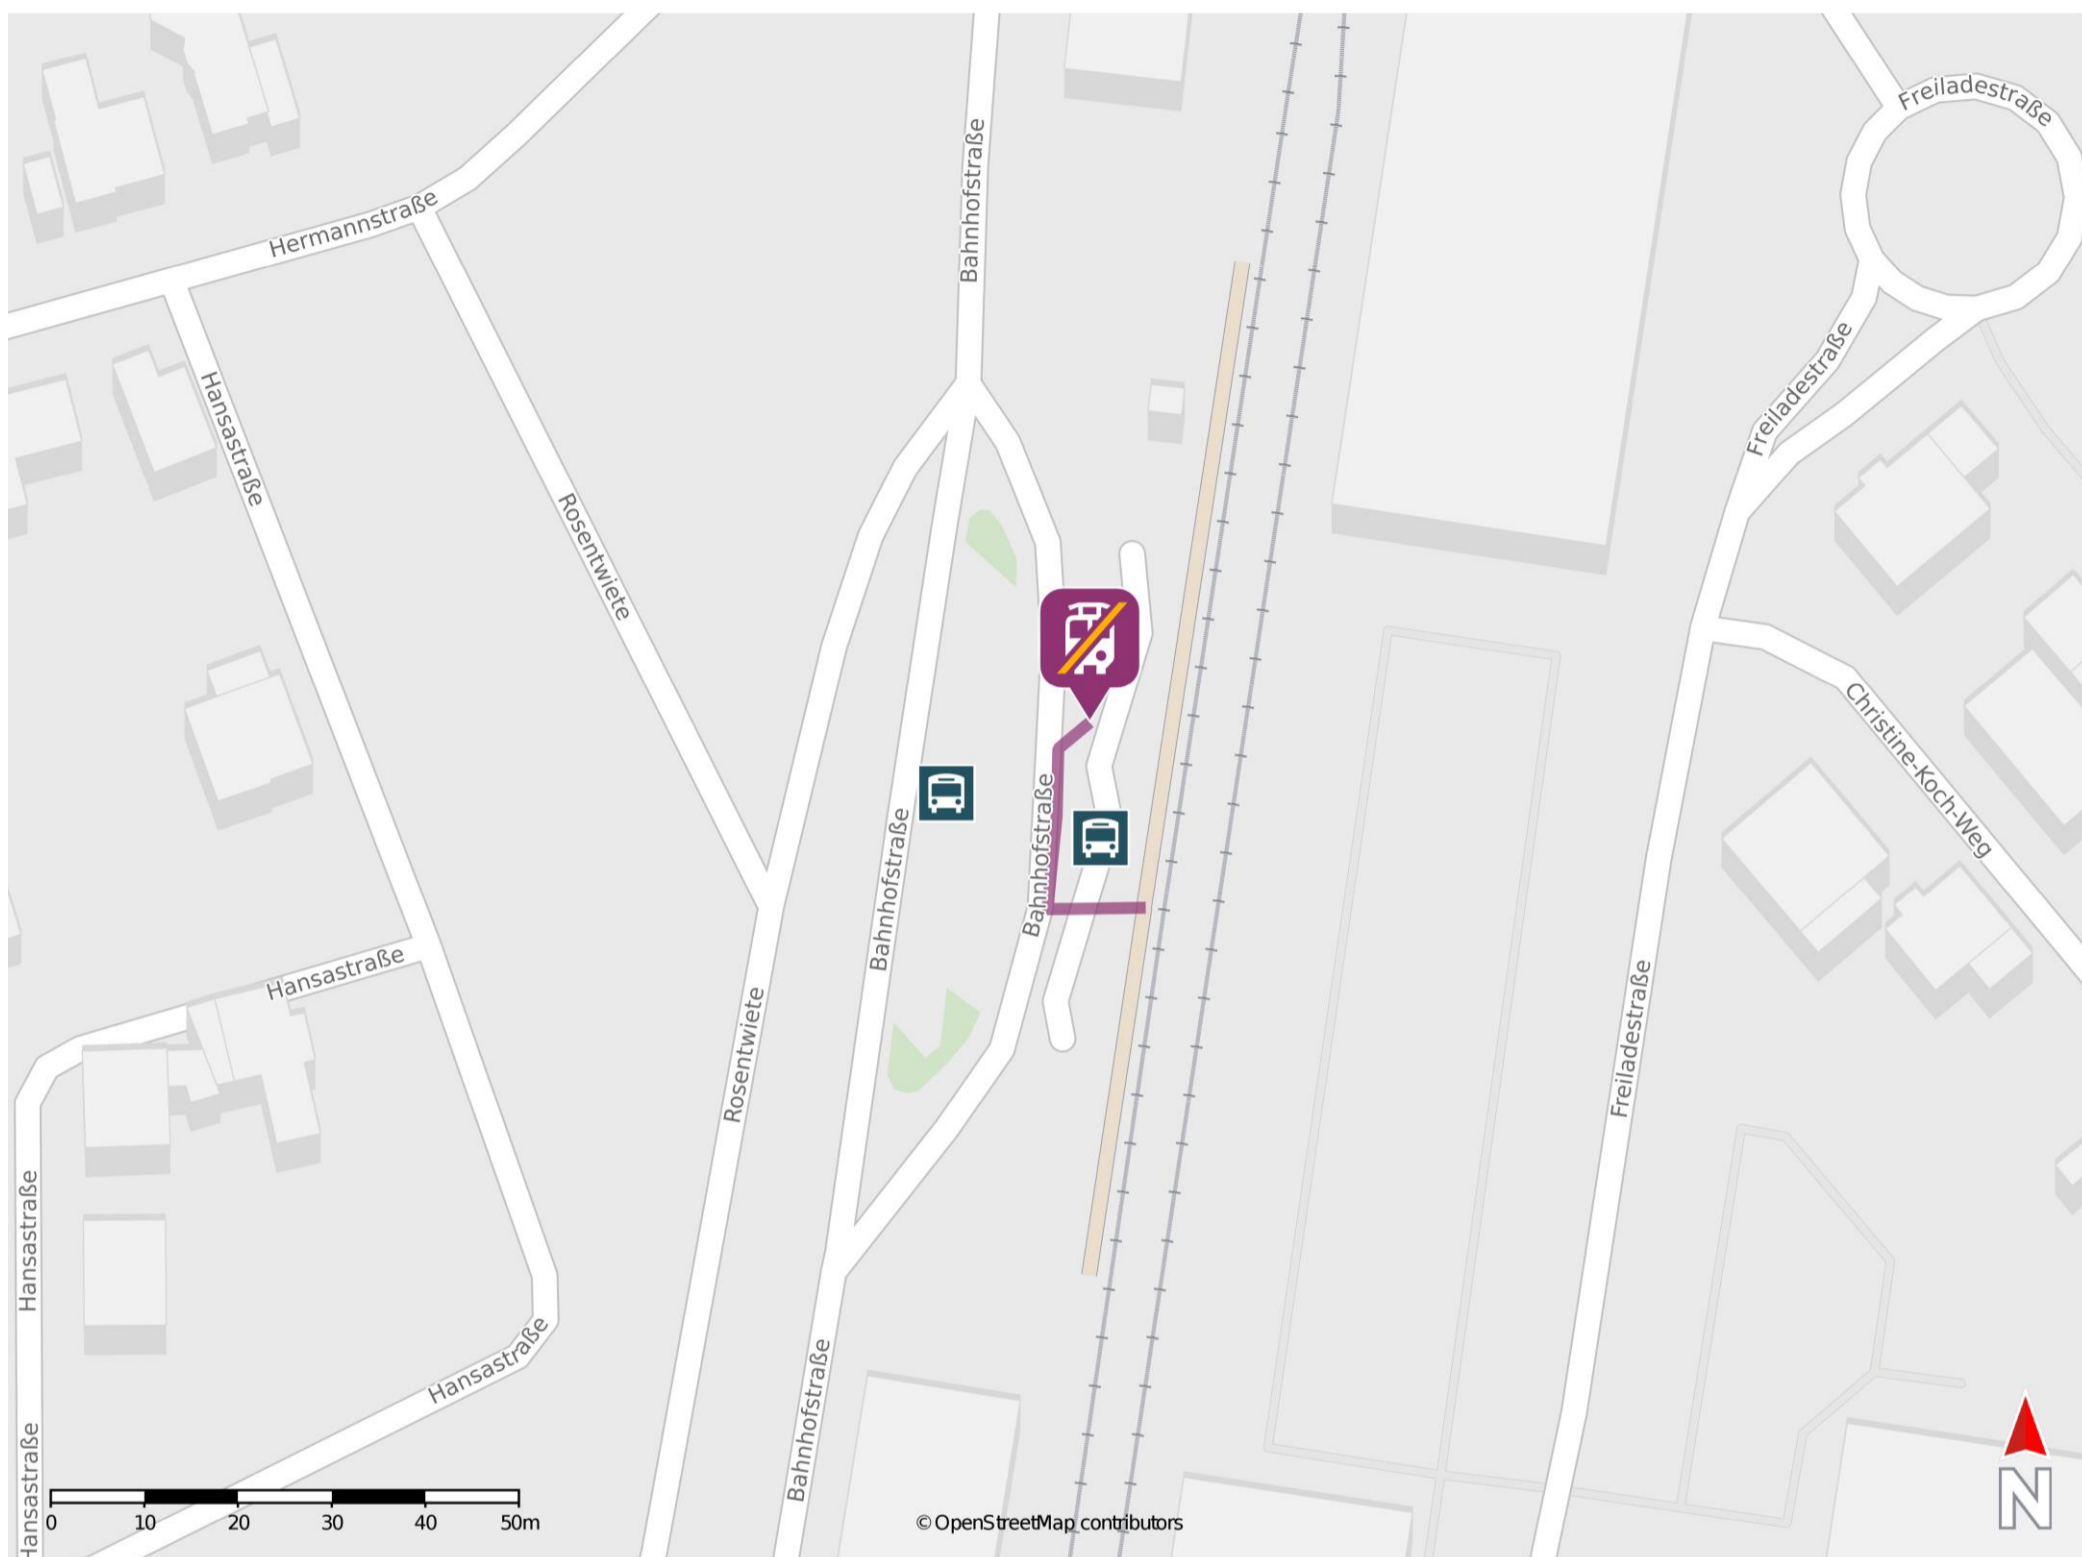 Freiladestraße
Bahnhofstraße
Hermannstraße
Freiladestraße
Hansastraße
Rosentwiete
Christine-Koch-Weg
Bahnhofstraße
Bahnhofstraße
Hansastraße
Rosentwiete
Freiladestraße
Hansastraße
Hansastraße
Bahnhofstraße
Hansastraße
0 10 20 30 40 50m
© OpenStreetMap contributors
N